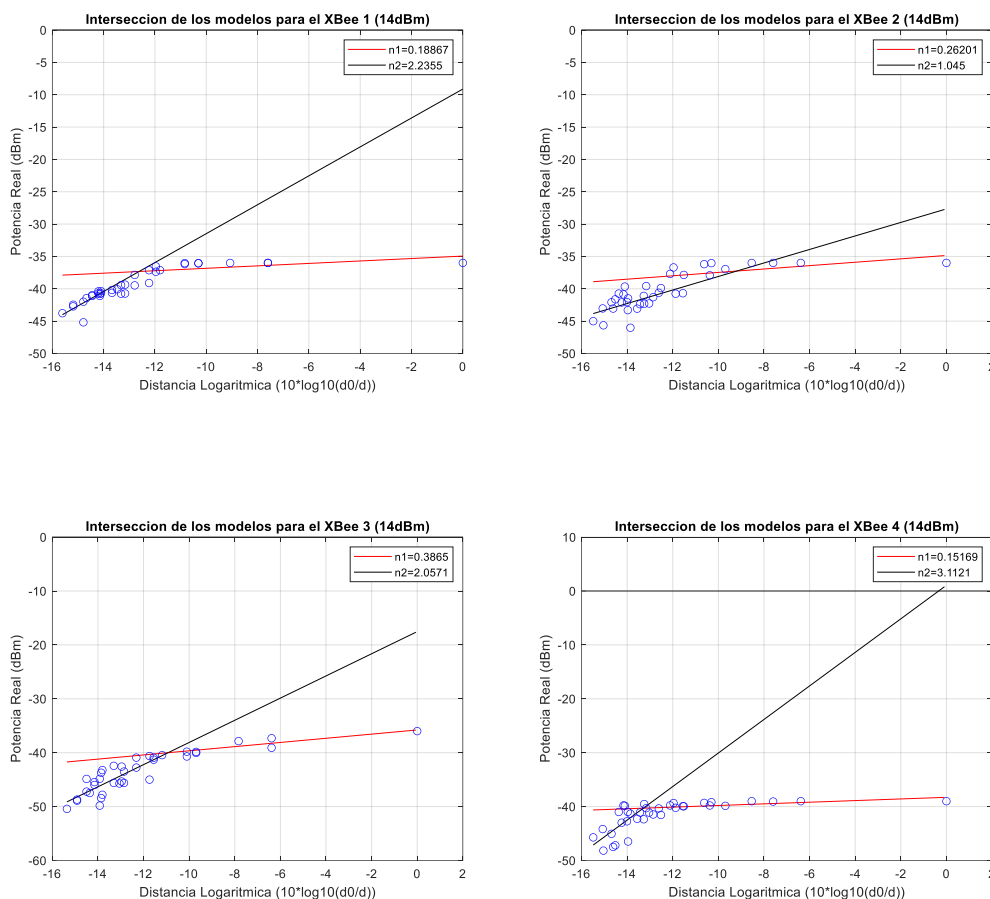 Interseccion de los modelos para el XBee 1 (14dBm)
0
-5
-10
-15
-20
-25
-30
-35
-40
-45
-50
Potencia Real (dBm)
n1=0.18867
n2=2.2355
-16 -14 -12 -10 -8 -6 -4 -2 0
Distancia Logaritmica (10*log10(d0/d))
Interseccion de los modelos para el XBee 2 (14dBm)
0
-5
-10
-15
-20
-25
-30
-35
-40
-45
-50
Potencia Real (dBm)
n1=0.26201
n2=1.045
-16 -14 -12 -10 -8 -6 -4 -2 0 2
Distancia Logaritmica (10*log10(d0/d))
Interseccion de los modelos para el XBee 3 (14dBm)
0
-10
-20
-30
-40
-50
-60
Potencia Real (dBm)
n1=0.3865
n2=2.0571
-16 -14 -12 -10 -8 -6 -4 -2 0 2
Distancia Logaritmica (10*log10(d0/d))
Interseccion de los modelos para el XBee 4 (14dBm)
10
0
-10
-20
-30
-40
-50
Potencia Real (dBm)
n1=0.15169
n2=3.1121
-16 -14 -12 -10 -8 -6 -4 -2 0
Distancia Logaritmica (10*log10(d0/d))